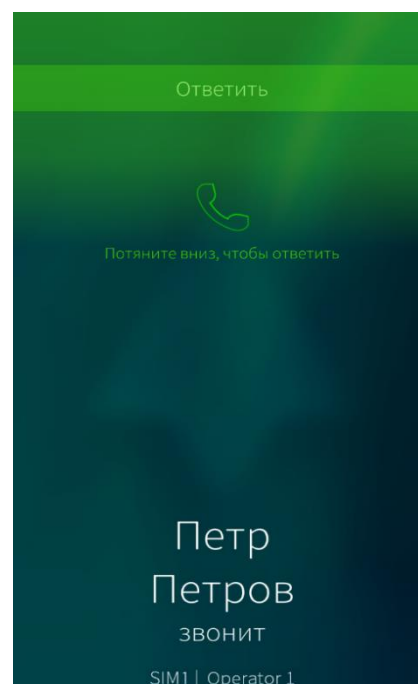 Ответить
Потяните вниз, чтобы ответить
Петр
Петров
звонит
SIM1 | Operator 1